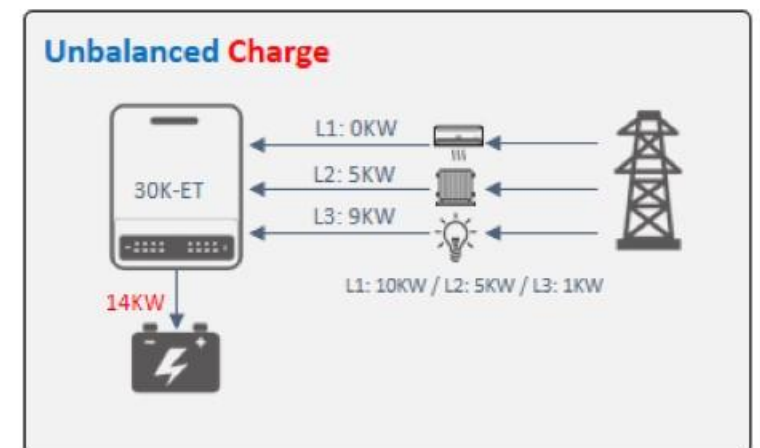 Unbalanced Charge
L1: 0KW
L2: 5KW
30K-ET
L3: 9KW
L1: 10KW / L2: 5KW / L3: 1KW
14KW